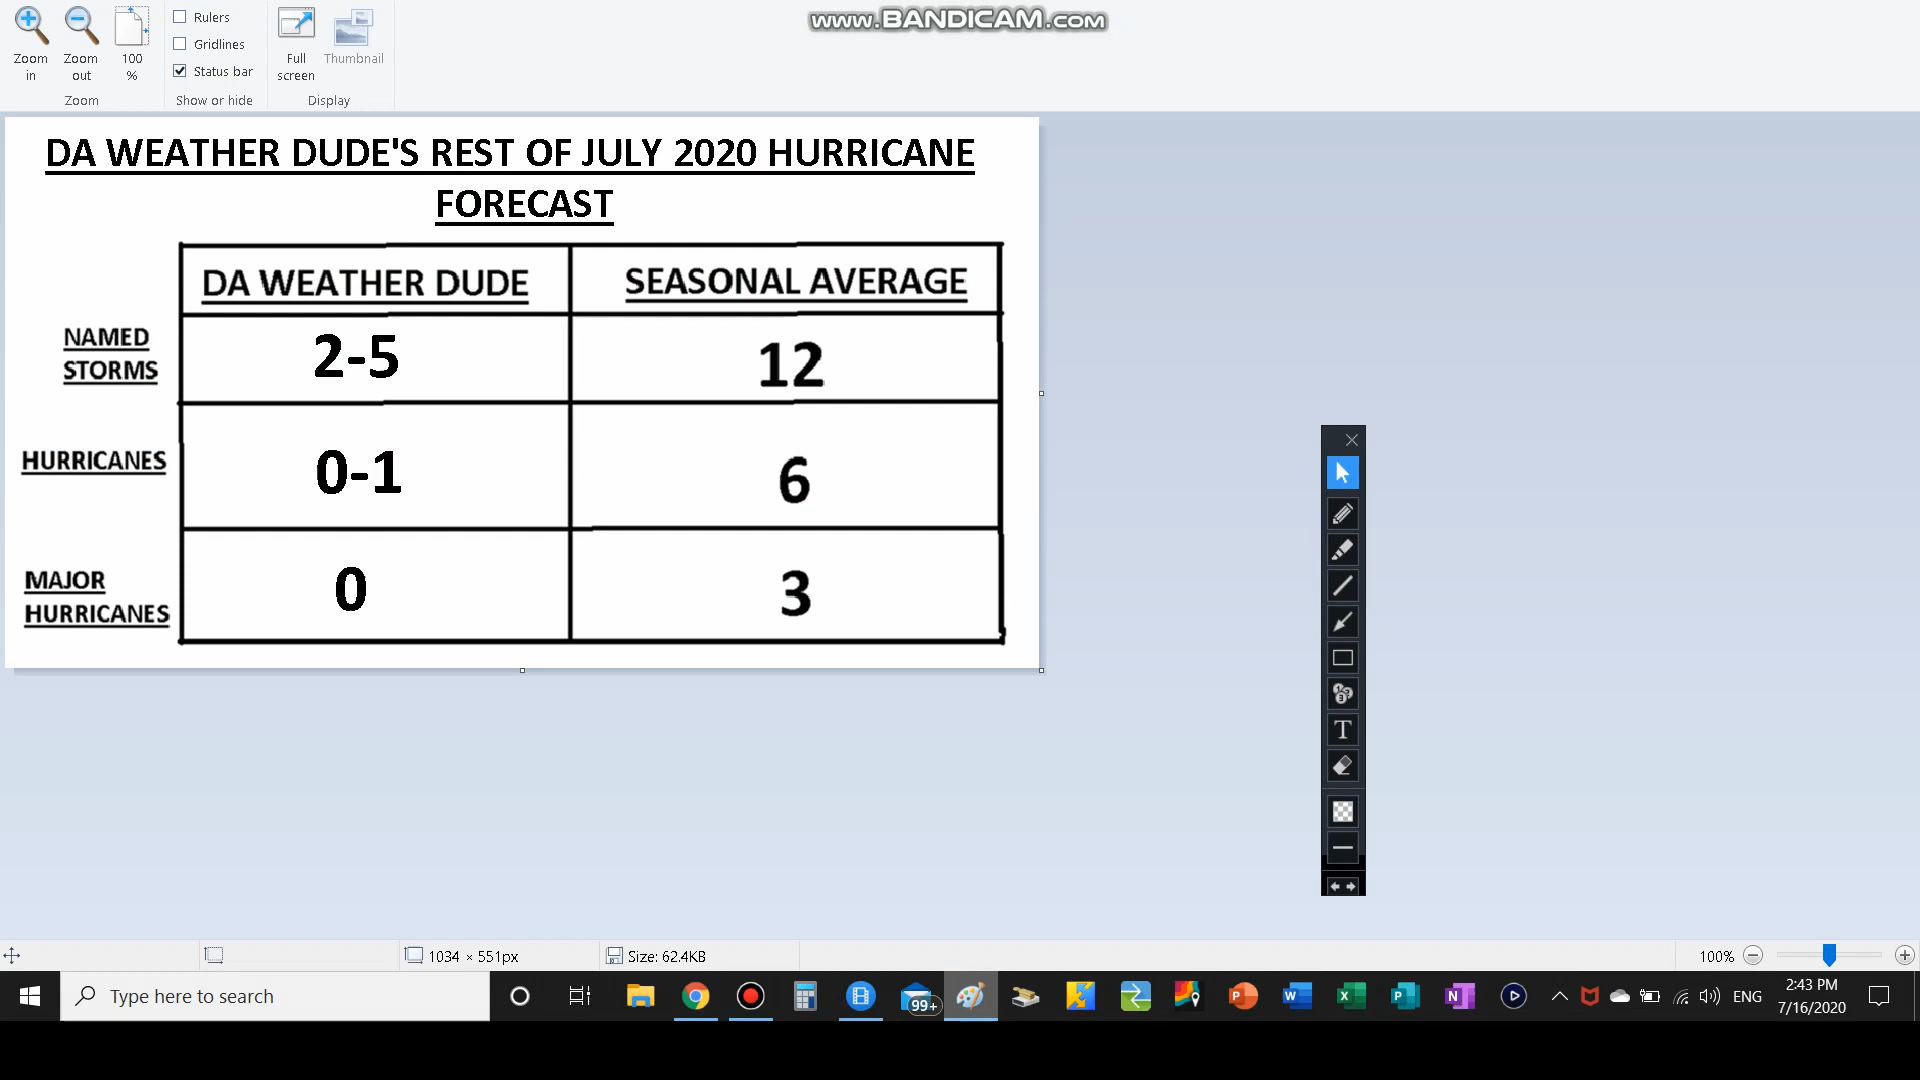 www.BANDICAM.com
Zoom in
Zoom out
100 %
Rulers
Gridlines
Status bar
Full screen
Thumbnail
Zoom
Show or hide
Display
DA WEATHER DUDE'S REST OF JULY 2020 HURRICANE
FORECAST
DA WEATHER DUDE SEASONAL AVERAGE
NAMED STORMS 2-5 12
HURRICANES 0-1 6
MAJOR HURRICANES 0 3
T
1034 × 551px
Size: 62.4KB
100%
Type here to search
99+
ENG
2:43 PM
7/16/2020